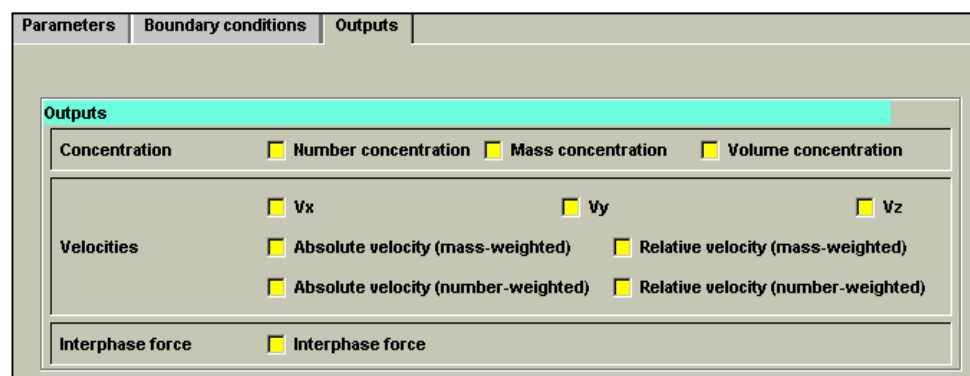 Parameters Boundary conditions Outputs
Outputs
Concentration Number concentration Mass concentration Volume concentration
Vx Vy Vz
Velocities Absolute velocity (mass-weighted) Relative velocity (mass-weighted)
Absolute velocity (number-weighted) Relative velocity (number-weighted)
Interphase force Interphase force